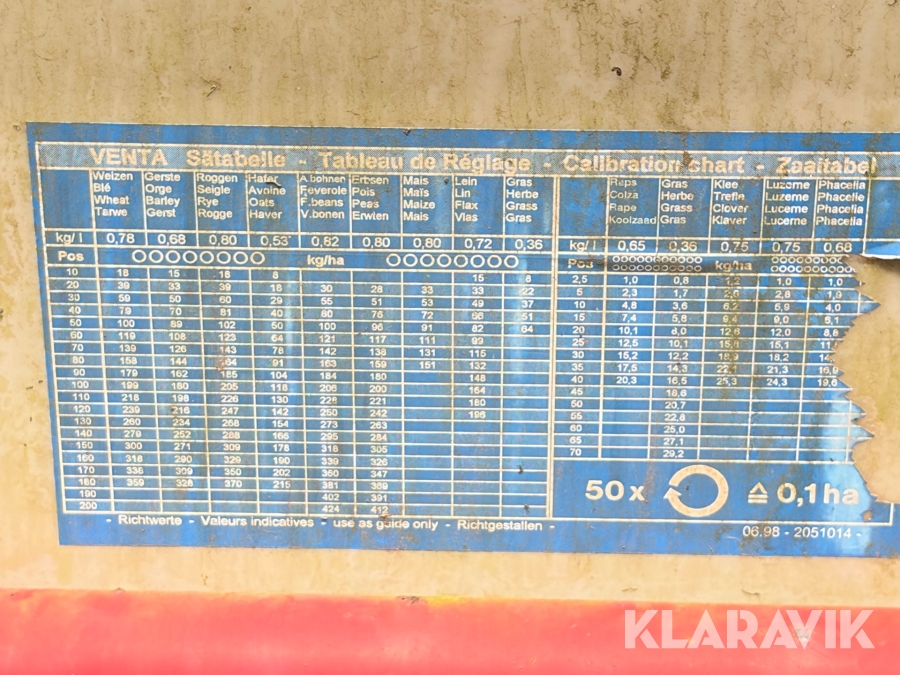 VENTA Sätabelle - Tableau de Réglage - Calibration chart - Zaaitabel
Weizen Gerste Roggen Hafer A.bohnen Erbsen Mais Lein Gras
Blé Orge Seigle Avoine Feverole Pois Maïs Lin Herbe
Wheat Barley Rye Oats F.beans Peas Maize Flax Grass
Tarwe Gerst Rogge Haver V.bonen Erwten Mais Vlas Gras
kg/l 0,78 0,68 0,80 0,53 0,82 0,80 0,80 0,72 0,36
Pos kg/ha
10 18 15 18 8 15 8
20 39 33 39 18 30 28 33 33 22
30 59 50 60 29 55 51 53 49 37
40 79 70 81 40 80 76 72 66 51
50 100 89 102 50 100 96 91 82 64
60 119 108 123 64 121 117 111 99
70 139 126 143 78 142 138 131 115
80 158 144 164 91 163 159 151 132
90 179 162 185 104 184 180 148
100 199 180 205 118 206 200 164
110 218 198 226 130 228 221 180
120 239 216 247 142 250 242 196
130 260 234 268 154 273 263
140 279 252 288 166 295 284
150 300 271 309 178 318 305
160 318 290 329 190 339 326
170 336 309 350 202 360 347
180 359 328 370 215 381 369
190 402 391
200 424 412
- Richtwerte - Valeurs indicatives - use as guide only - Richtgestallen -
Raps Gras Klee Luzerne Phacelia
Colza Herbe Trefle Luzerne Phacelia
Rape Grass Clover Lucerne Phacelia
Koolzaad Gras Klaver Lucerne Phacelia
kg/l 0,65 0,36 0,75 0,75 0,68
Pos kg/ha
2,5 1,0 0,8 1,2 1,0 1,0
5 2,3 1,7 2,8 1,9
10 4,8 3,6 6,2 5,9 4,0
15 7,4 5,8 9,4 9,0 6,1
20 10,1 8,0 12,6 12,0 8,8
25 12,5 10,1 15,1
30 15,2 12,2 18,9 18,2
35 17,5 14,3 21,3 16,9
40 20,3 16,5 25,3 24,3 19,6
45 18,6
50 20,7
55 22,8
60 25,0
65 27,1
70 29,2
50 x ≙ 0,1 ha
06.98 - 2051014 -
KLARAVIK